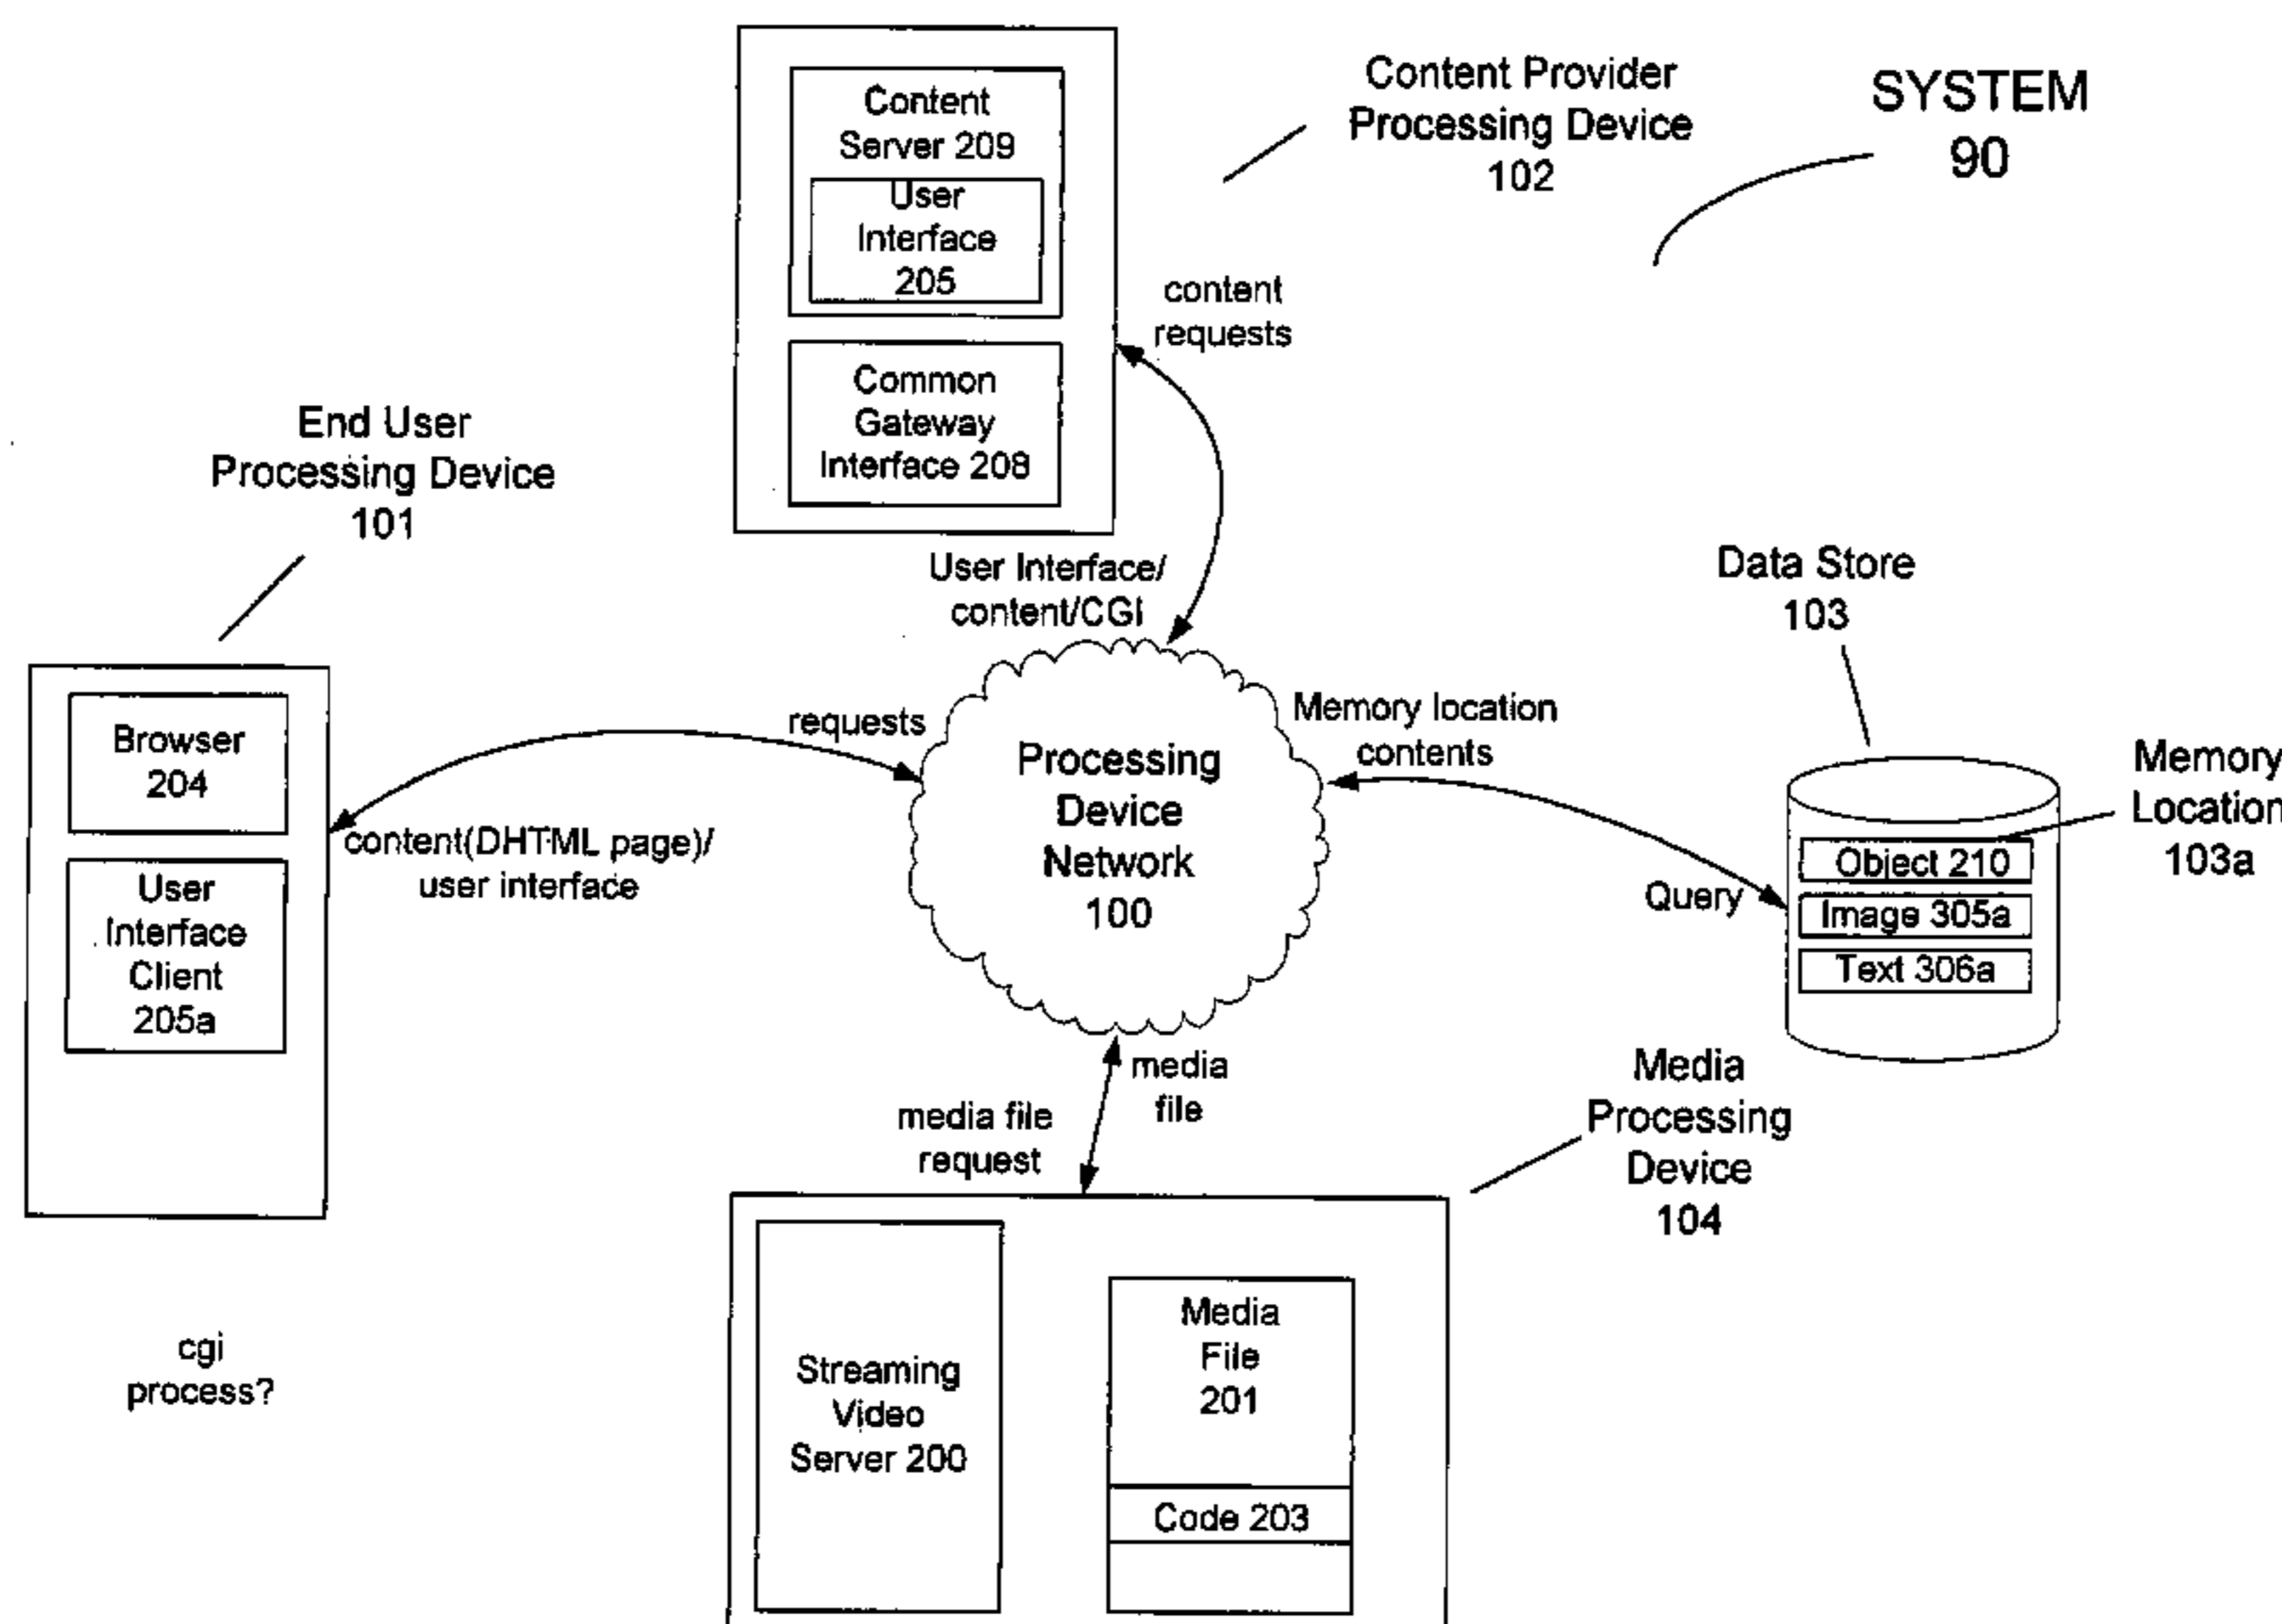 Content
Server 209
User
Interface
205
Common
Gateway
Interface 208
Content Provider
Processing Device
102
SYSTEM
90
content
requests
End User
Processing Device
101
User Interface/
content/CGI
Data Store
103
Browser
204
User
Interface
Client
205a
requests
content(DHTML page)/
user interface
Processing
Device
Network
100
Memory location
contents
Query
Memory
Location
103a
Object 210
Image 305a
Text 306a
media
file
media file
request
Media
Processing
Device
104
cgi
process?
Streaming
Video
Server 200
Media
File
201
Code 203